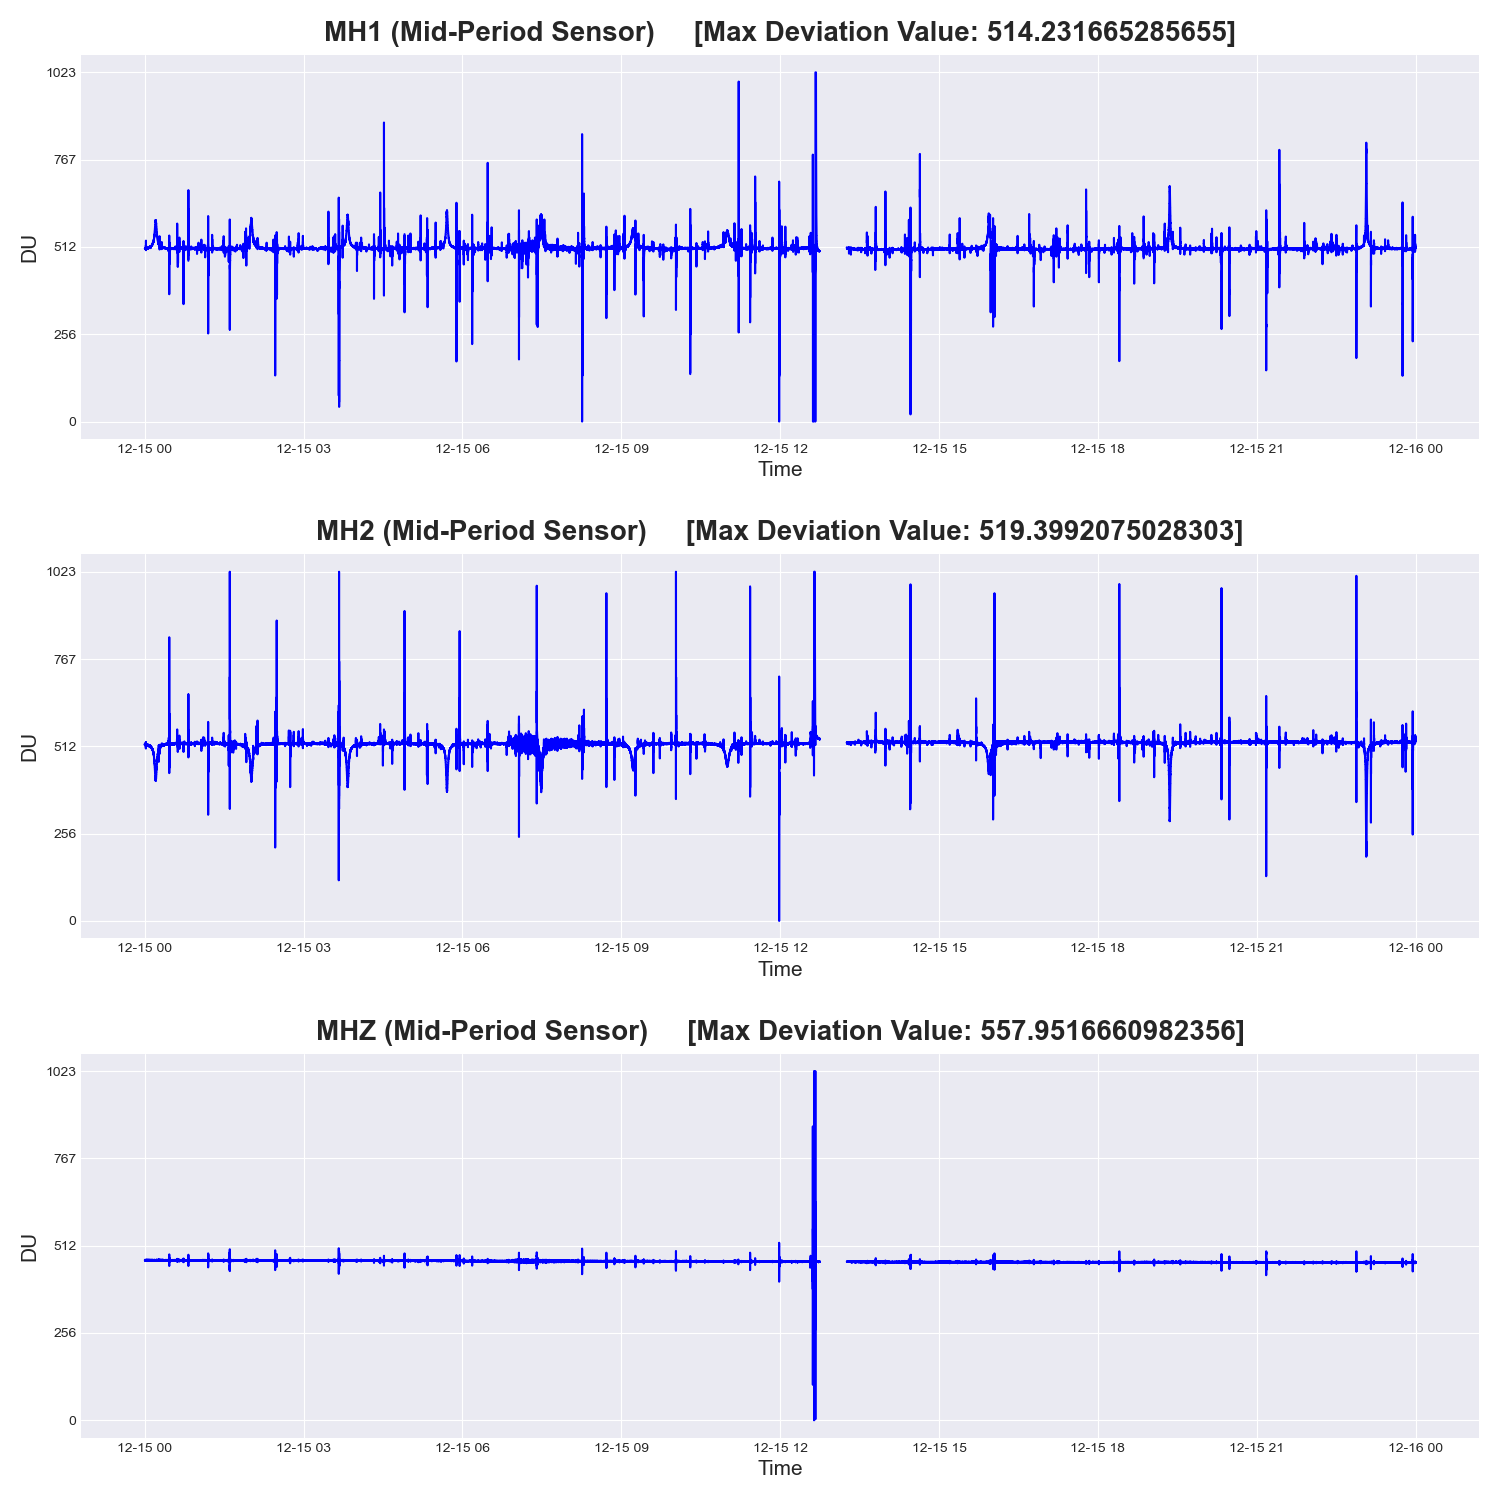 MH1 (Mid-Period Sensor)     [Max Deviation Value: 514.231665285655]
1023
767
512
256
0
DU
12-15 00 12-15 03 12-15 06 12-15 09 12-15 12 12-15 15 12-15 18 12-15 21 12-16 00
Time
MH2 (Mid-Period Sensor)     [Max Deviation Value: 519.3992075028303]
1023
767
512
256
0
DU
12-15 00 12-15 03 12-15 06 12-15 09 12-15 12 12-15 15 12-15 18 12-15 21 12-16 00
Time
MHZ (Mid-Period Sensor)     [Max Deviation Value: 557.9516660982356]
1023
767
512
256
0
DU
12-15 00 12-15 03 12-15 06 12-15 09 12-15 12 12-15 15 12-15 18 12-15 21 12-16 00
Time